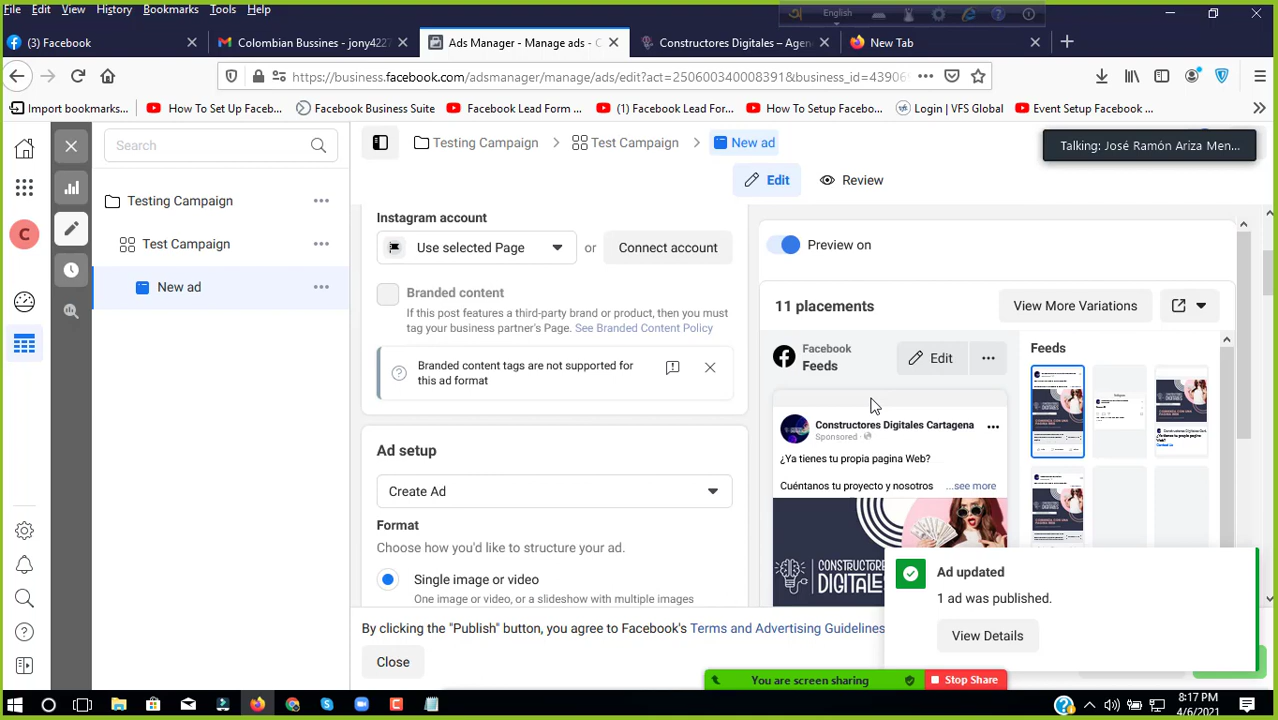 File Edit View History Bookmarks Tools Help
English
(3) Facebook
Colombian Bussines - jony4227
Ads Manager - Manage ads - C
Constructores Digitales – Agen
New Tab
https://business.facebook.com/adsmanager/manage/ads/edit?act=250600340008391&business_id=43906
Import bookmarks...
How To Set Up Faceb...
Facebook Business Suite
Facebook Lead Form ...
(1) Facebook Lead For...
How To Setup Facebo...
Login | VFS Global
Event Setup Facebook ...
Search
Testing Campaign
Test Campaign
New ad
Talking: José Ramón Ariza Men...
Edit
Review
C
Testing Campaign
Test Campaign
New ad
Instagram account
Use selected Page
or
Connect account
Branded content
If this post features a third-party brand or product, then you must
tag your business partner's Page. See Branded Content Policy
Branded content tags are not supported for
this ad format
Ad setup
Create Ad
Format
Choose how you'd like to structure your ad.
Single image or video
One image or video, or a slideshow with multiple images
Preview on
11 placements
View More Variations
Facebook
Feeds
Edit
Feeds
Constructores Digitales Cartagena
Sponsored
¿Ya tienes tu propia pagina Web?
Cuéntanos tu proyecto y nosotros ...see more
CONSTRUCTORES
DIGITALES
Ad updated
1 ad was published.
View Details
By clicking the "Publish" button, you agree to Facebook's Terms and Advertising Guidelines
Close
You are screen sharing
Stop Share
8:17 PM
4/6/2021